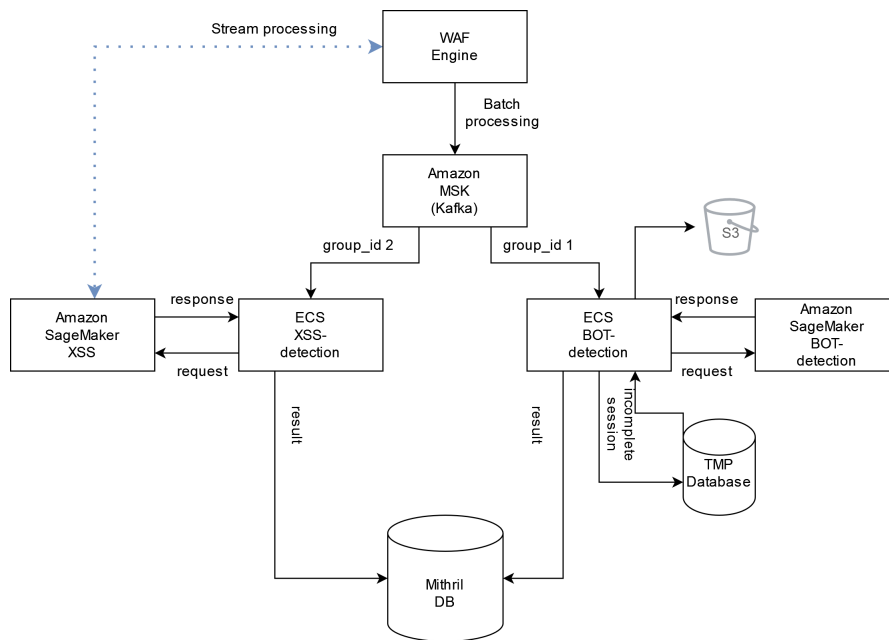 Stream processing
WAF
Engine
Batch
processing
Amazon
MSK
(Kafka)
S3
group_id 2
group_id 1
Amazon
SageMaker
XSS
response
request
ECS
XSS-
detection
ECS
BOT-
detection
response
request
Amazon
SageMaker
BOT-
detection
result
result
incomplete
session
TMP
Database
Mithril
DB